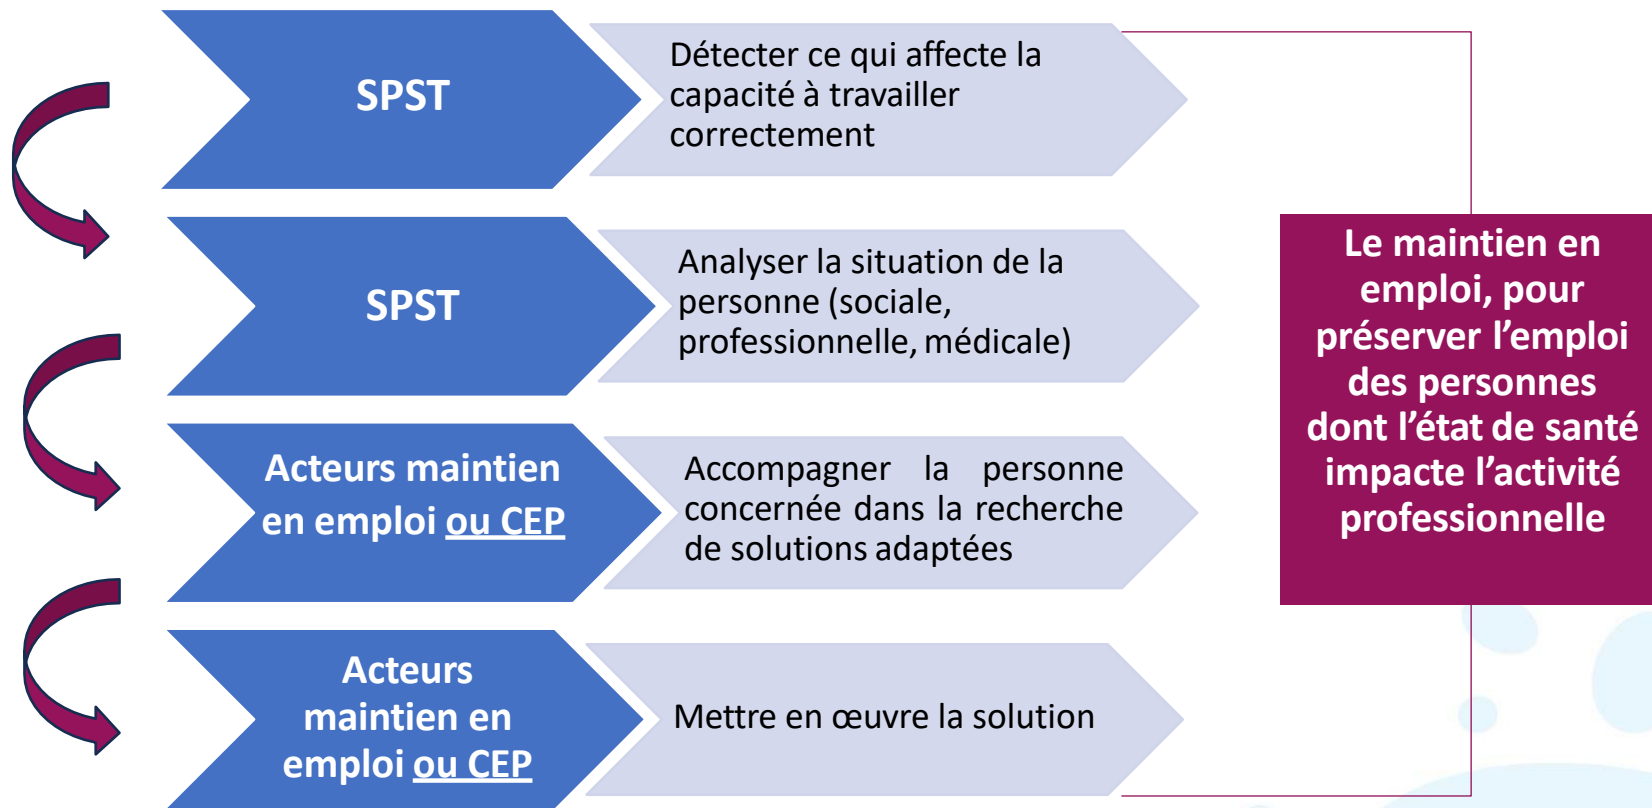 SPST
Détecter ce qui affecte la
capacité à travailler
correctement
SPST
Analyser la situation de la
personne (sociale,
professionnelle, médicale)
Acteurs maintien
en emploi ou CEP
Accompagner la personne
concernée dans la recherche
de solutions adaptées
Acteurs
maintien en
emploi ou CEP
Mettre en œuvre la solution
Le maintien en
emploi, pour
préserver l’emploi
des personnes
dont l’état de santé
impacte l’activité
professionnelle